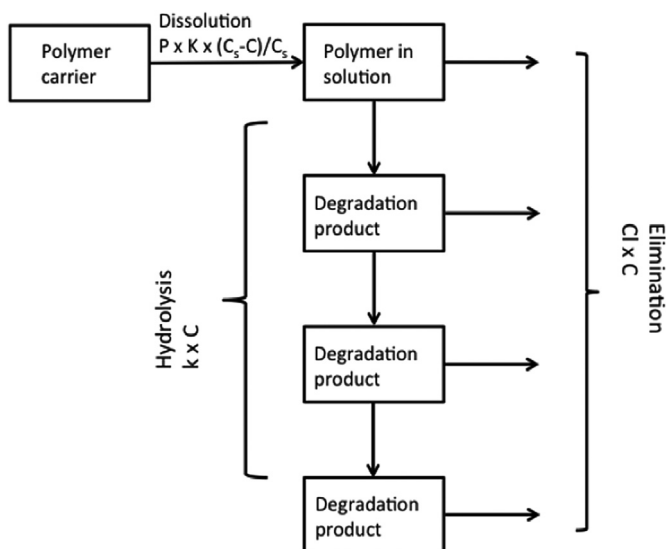 Polymer
carrier
Dissolution
P x K x (Cs-C)/Cs
Polymer in
solution
Degradation
product
Degradation
product
Degradation
product
Hydrolysis
k x C
Elimination
Cl x C